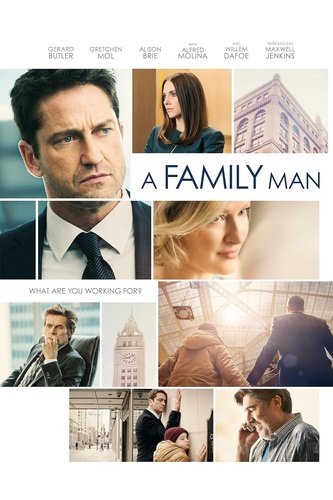 GERARD BUTLER
GRETCHEN MOL
ALISON BRIE
WITH ALFRED MOLINA
AND WILLEM DAFOE
INTRODUCING MAXWELL JENKINS
A FAMILY MAN
WHAT ARE YOU WORKING FOR?